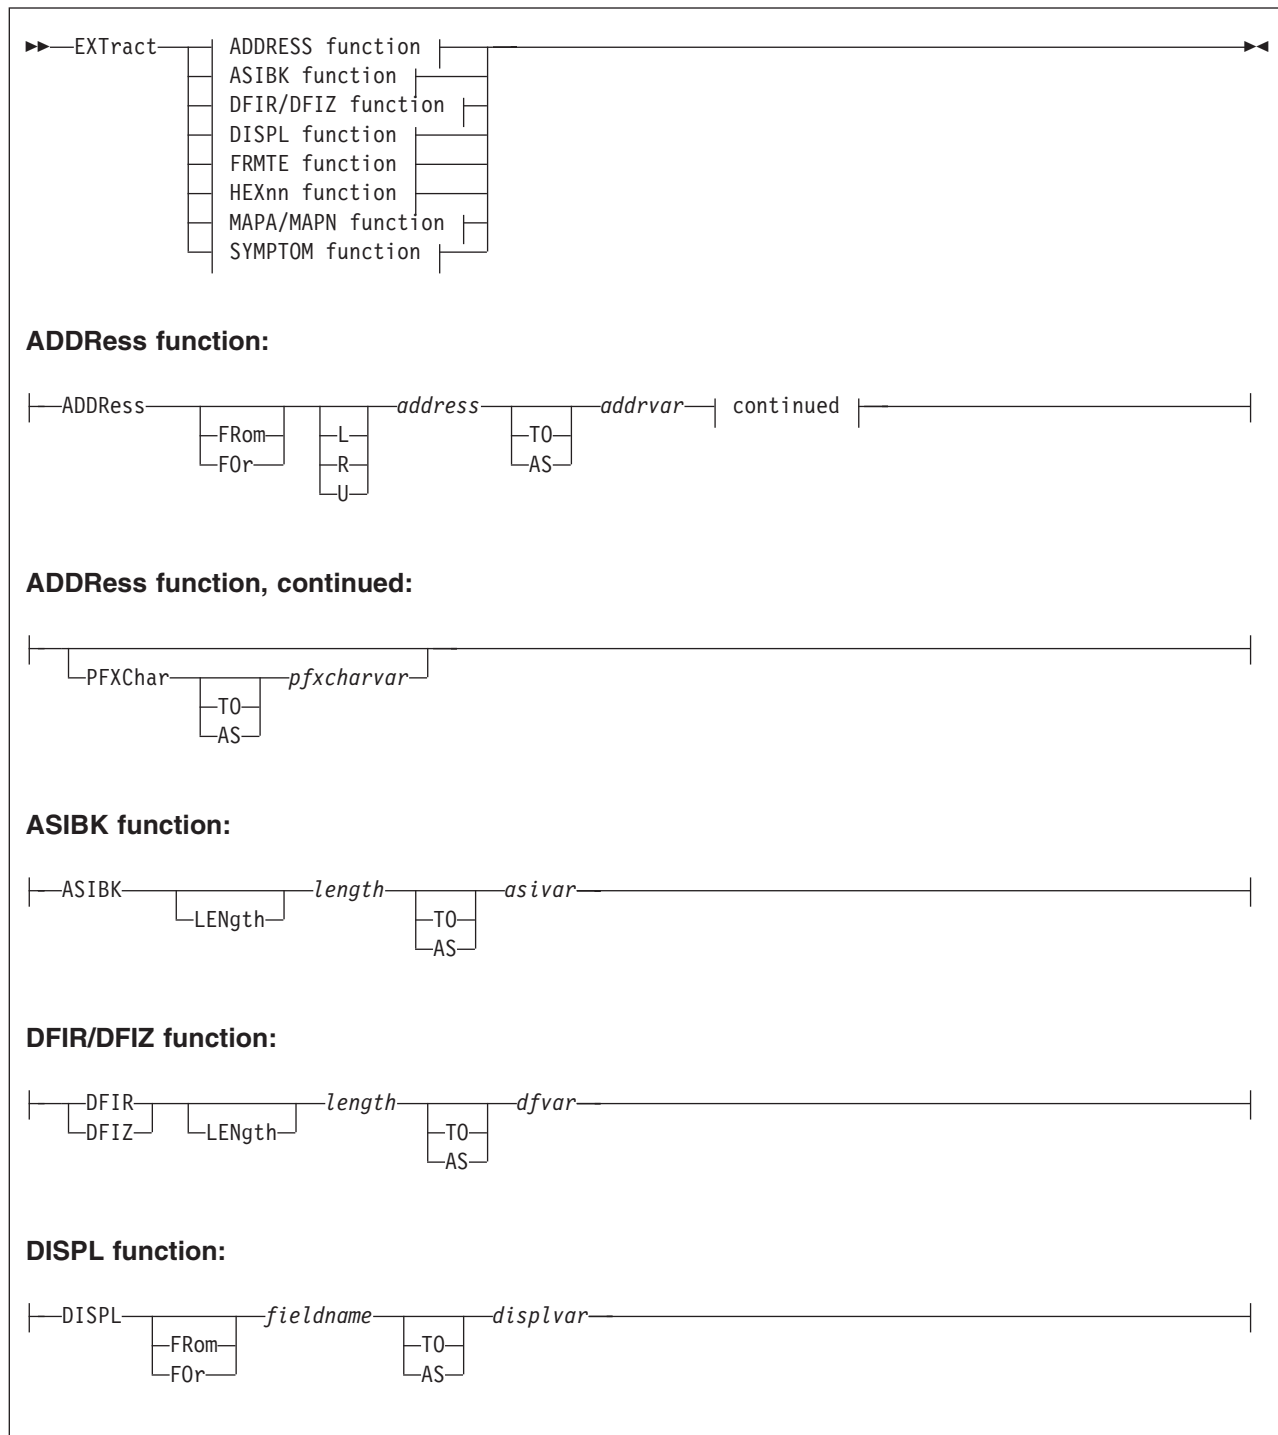 EXTract ADDRESS function
ASIBK function
DFIR/DFIZ function
DISPL function
FRMTE function
HEXnn function
MAPA/MAPN function
SYMPTOM function
ADDRess function:
ADDRess address addrvar continued
FRom L TO
FOr R AS
U
ADDRess function, continued:
PFXChar pfxcharvar
TO
AS
ASIBK function:
ASIBK length asivar
LENgth TO
AS
DFIR/DFIZ function:
DFIR length dfvar
DFIZ LENgth TO
AS
DISPL function:
DISPL fieldname displvar
FRom TO
FOr AS